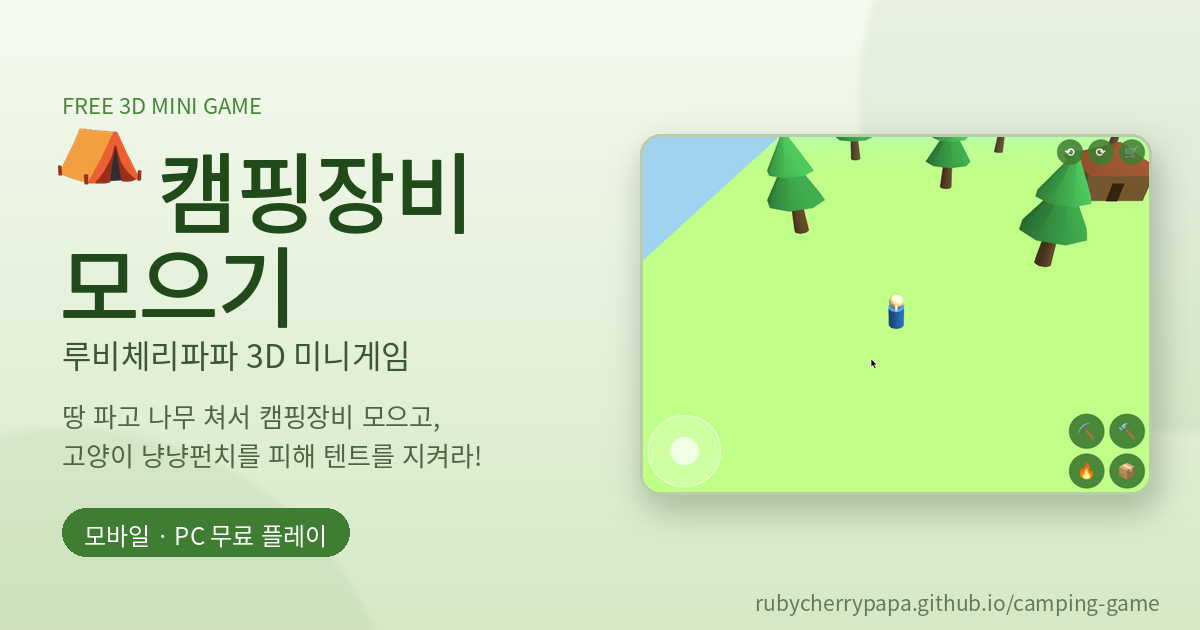 FREE 3D MINI GAME
캠핑장비
모으기
루비체리파파 3D 미니게임
땅 파고 나무 쳐서 캠핑장비 모으고,
고양이 냥냥펀치를 피해 텐트를 지켜라!
모바일 · PC 무료 플레이
rubycherrypapa.github.io/camping-game